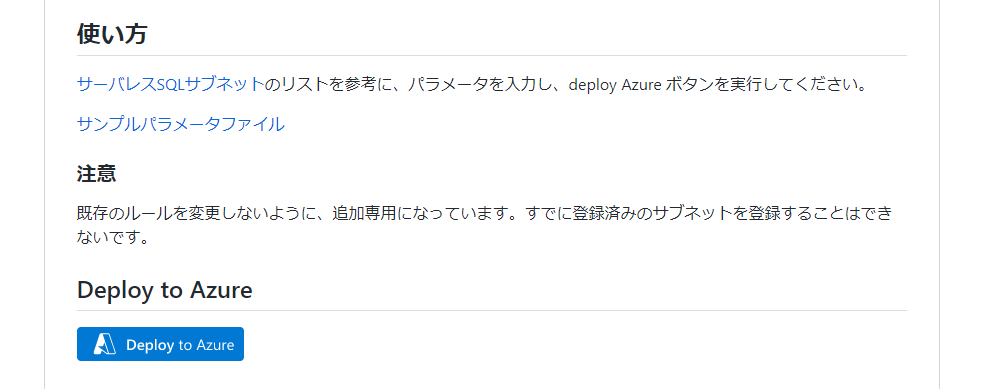 使い方
サーバレスSQLサブネットのリストを参考に、パラメータを入力し、deploy Azure ボタンを実行してください。
サンプルパラメータファイル
注意
既存のルールを変更しないように、追加専用になっています。すでに登録済みのサブネットを登録することはでき
ないです。
Deploy to Azure
Deploy to Azure